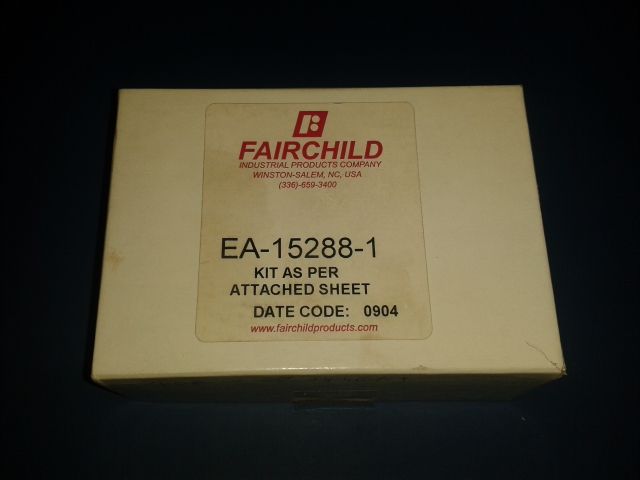 FAIRCHILD
INDUSTRIAL PRODUCTS COMPANY
WINSTON-SALEM, NC, USA
(336)-659-3400
EA-15288-1
KIT AS PER
ATTACHED SHEET
DATE CODE: 0904
www.fairchildproducts.com